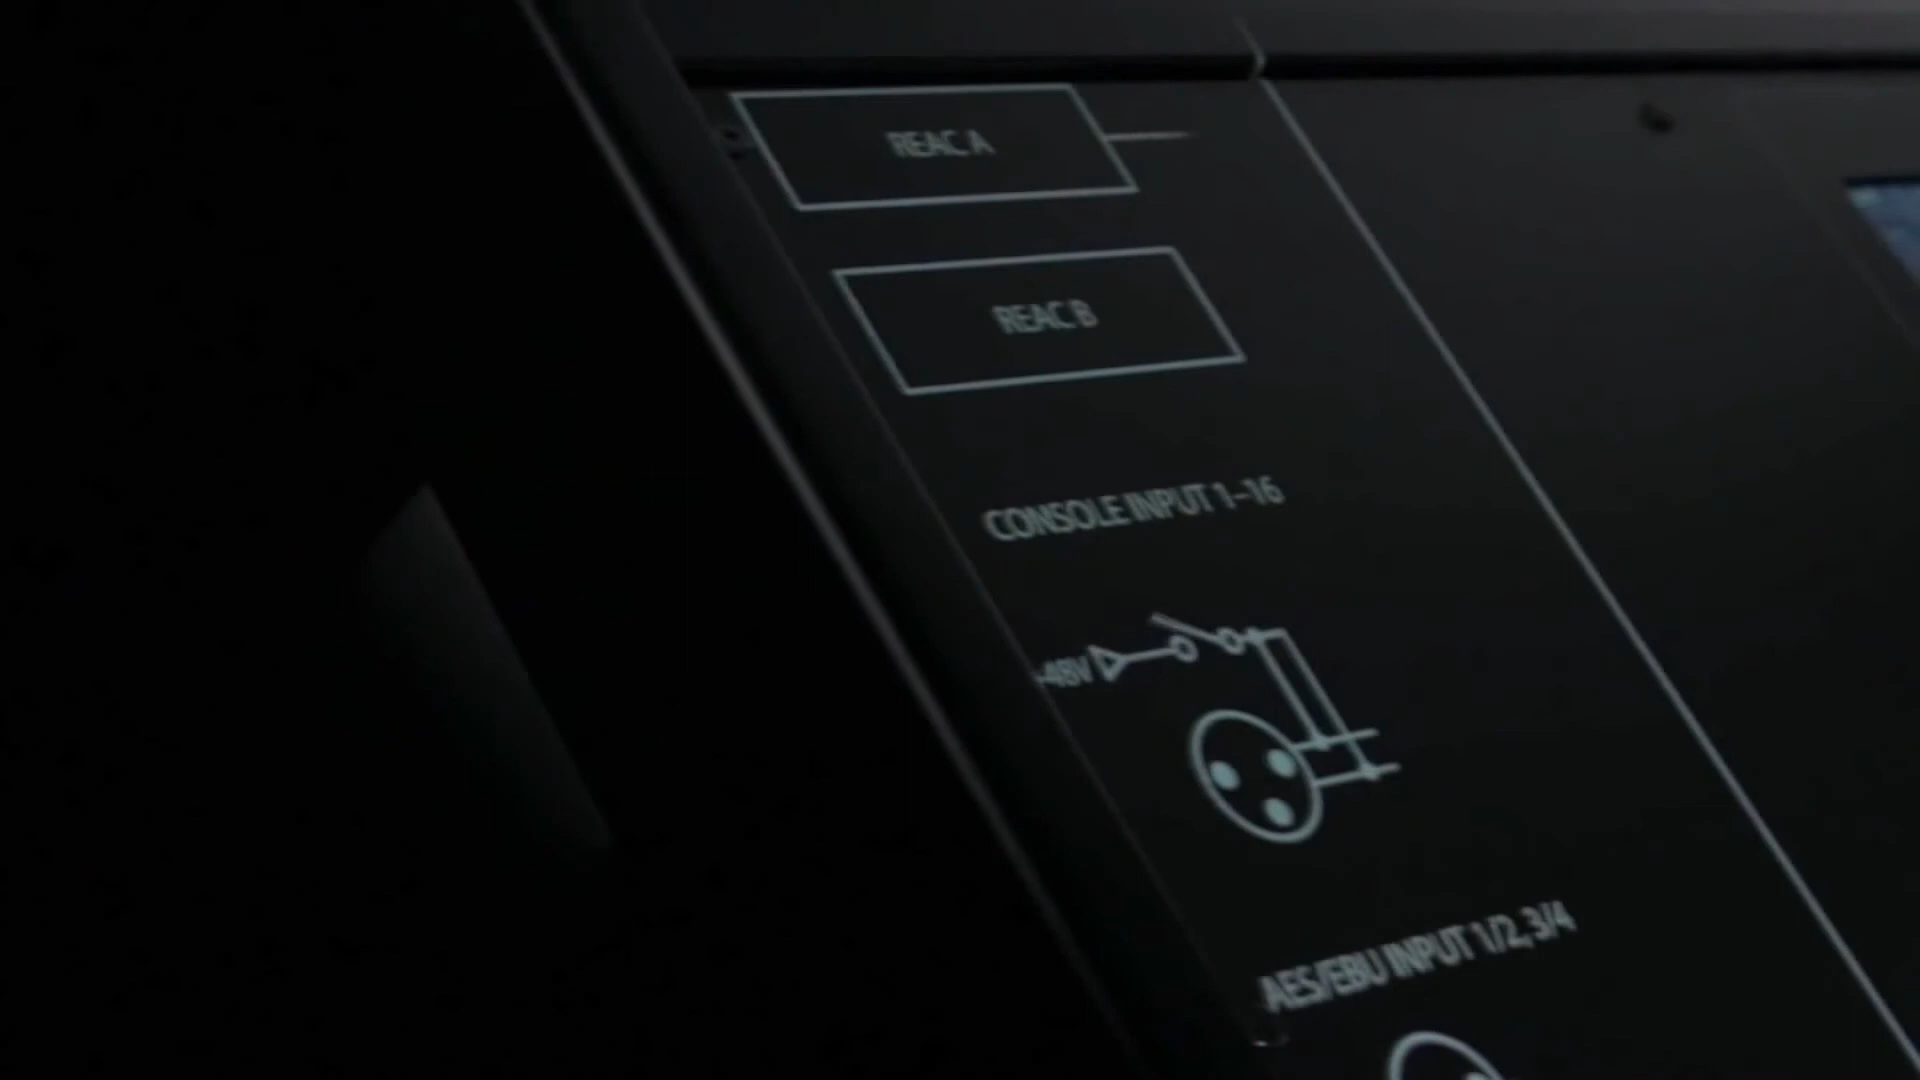 REAC A
REAC B
CONSOLE INPUT 1–16
48V
AES/EBU INPUT 1/2, 3/4